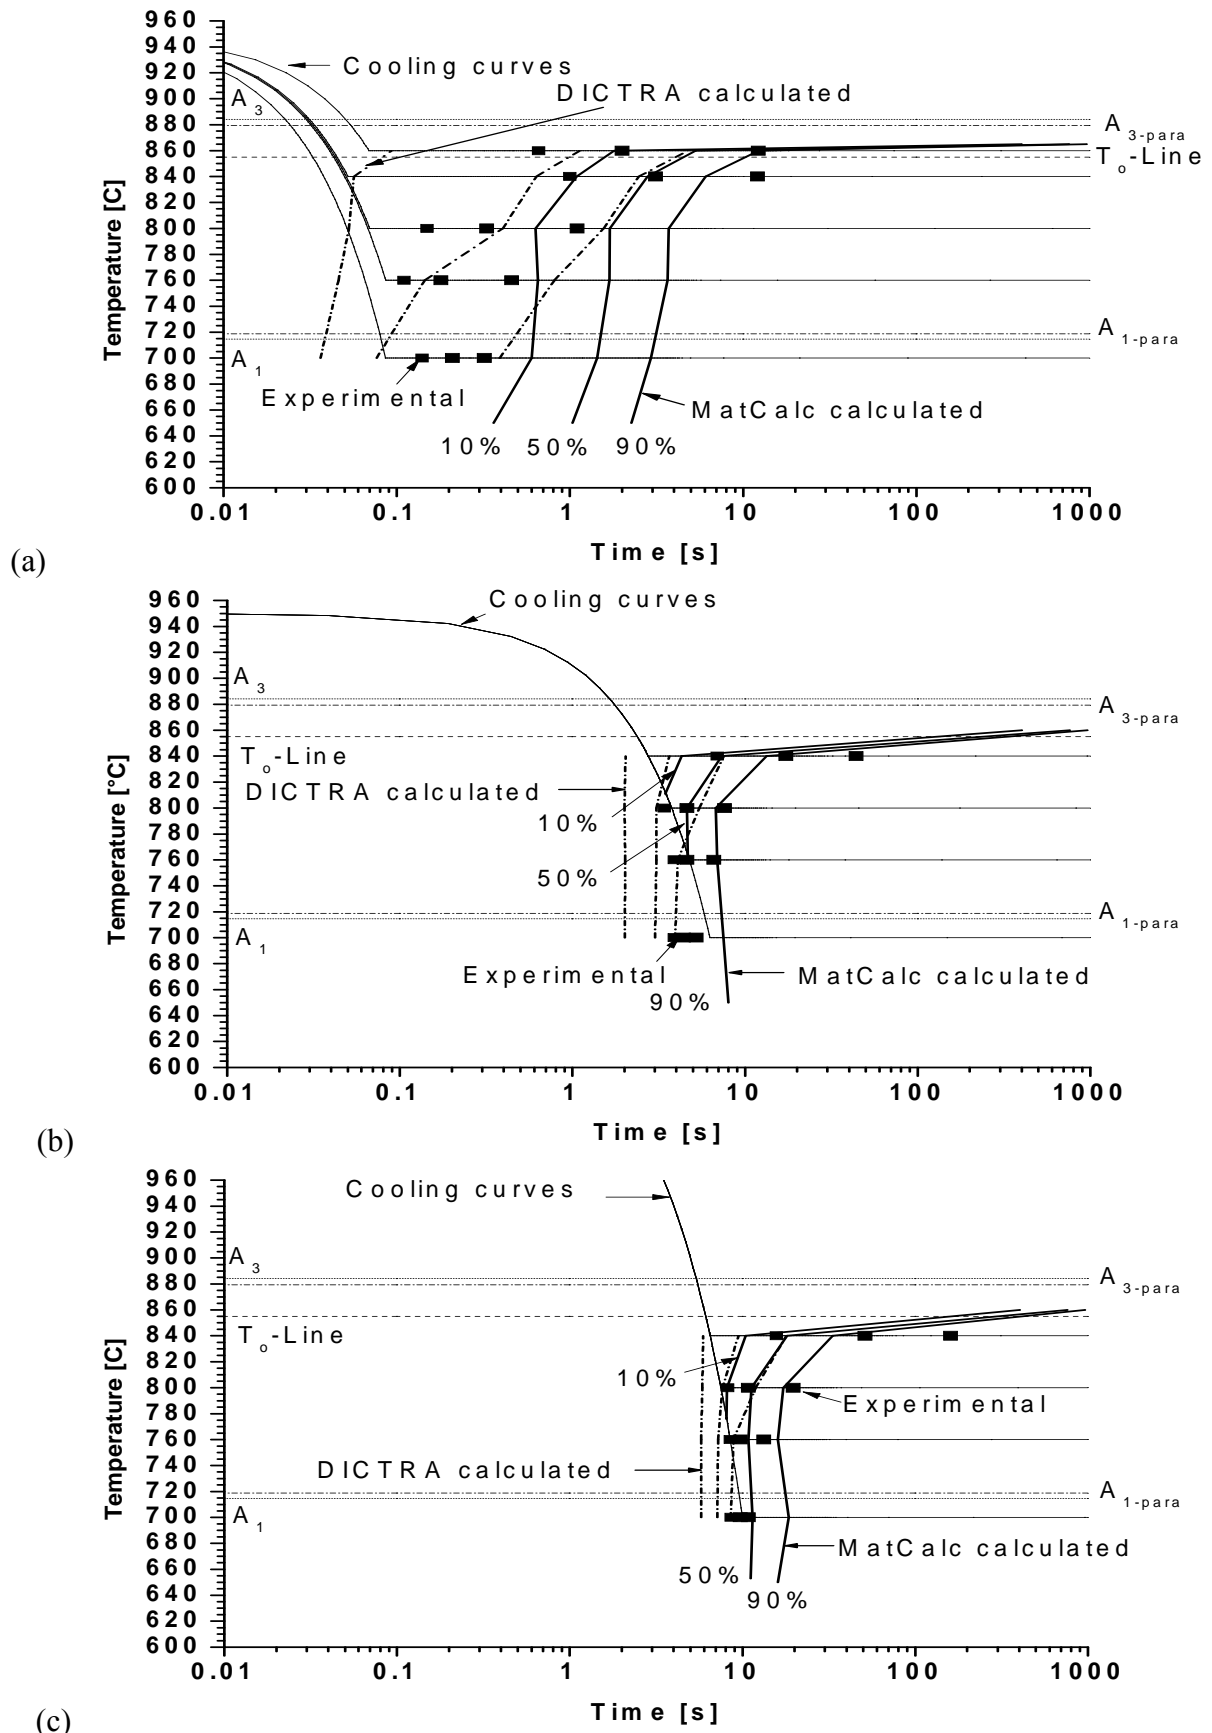 960
940
920
900
880
860
840
820
800
780
760
740
720
700
680
660
640
620
600
Temperature [C]
Cooling curves
DICTRA calculated
A3
A3-para
To-Line
A1-para
A1
Experimental
MatCalc calculated
10%
50%
90%
0.01
0.1
1
10
100
1000
Time [s]
(a)
960
940
920
900
880
860
840
820
800
780
760
740
720
700
680
660
640
620
600
Temperature [°C]
Cooling curves
A3
A3-para
To-Line
DICTRA calculated
10%
50%
A1-para
A1
Experimental
MatCalc calculated
90%
0.01
0.1
1
10
100
1000
Time [s]
(b)
960
940
920
900
880
860
840
820
800
780
760
740
720
700
680
660
640
620
600
Temperature [C]
Cooling curves
A3
A3-para
To-Line
10%
Experimental
DICTRA calculated
A1-para
A1
MatCalc calculated
50%
90%
0.01
0.1
1
10
100
1000
Time [s]
(c)